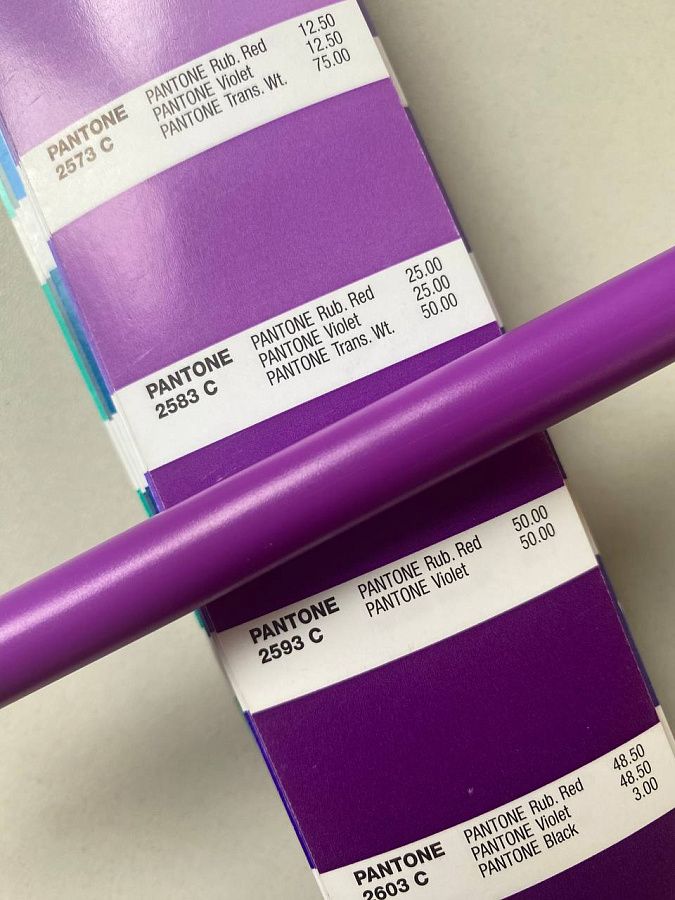 PANTONE
2573 C
PANTONE Rub. Red 12.50
PANTONE Violet 12.50
PANTONE Trans. Wt. 75.00
PANTONE
2583 C
PANTONE Rub. Red 25.00
PANTONE Violet 25.00
PANTONE Trans. Wt. 50.00
PANTONE
2593 C
PANTONE Rub. Red 50.00
PANTONE Violet 50.00
PANTONE
2603 C
PANTONE Rub. Red 48.50
PANTONE Violet 48.50
PANTONE Black 3.00